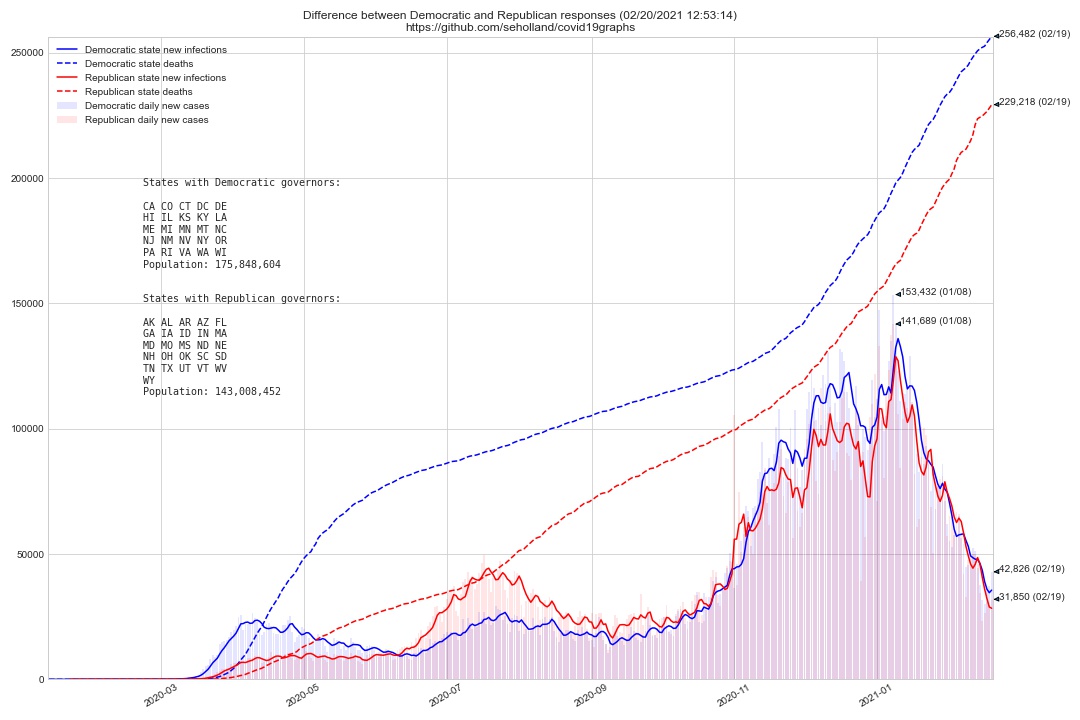 Difference between Democratic and Republican responses (02/20/2021 12:53:14)
https://github.com/seholland/covid19graphs
Democratic state new infections
Democratic state deaths
Republican state new infections
Republican state deaths
Democratic daily new cases
Republican daily new cases
States with Democratic governors:
CA CO CT DC DE
HI IL KS KY LA
ME MI MN MT NC
NJ NM NV NY OR
PA RI VA WA WI
Population: 175,848,604
States with Republican governors:
AK AL AR AZ FL
GA IA ID IN MA
MD MO MS ND NE
NH OH OK SC SD
TN TX UT VT WV
WY
Population: 143,008,452
256,482 (02/19)
229,218 (02/19)
153,432 (01/08)
141,689 (01/08)
42,826 (02/19)
31,850 (02/19)
250000
200000
150000
100000
50000
0
2020-03
2020-05
2020-07
2020-09
2020-11
2021-01